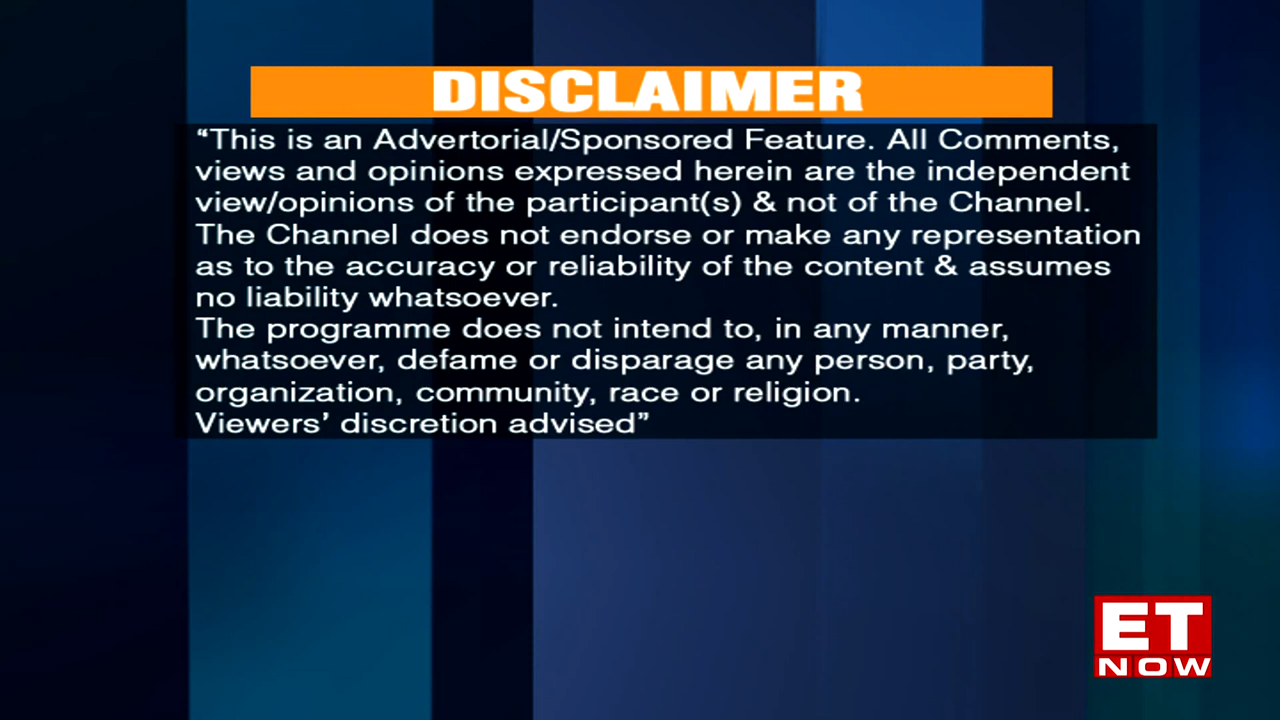 DISCLAIMER
“This is an Advertorial/Sponsored Feature. All Comments,
views and opinions expressed herein are the independent
view/opinions of the participant(s) & not of the Channel.
The Channel does not endorse or make any representation
as to the accuracy or reliability of the content & assumes
no liability whatsoever.
The programme does not intend to, in any manner,
whatsoever, defame or disparage any person, party,
organization, community, race or religion.
Viewers’ discretion advised”
ET
NOW